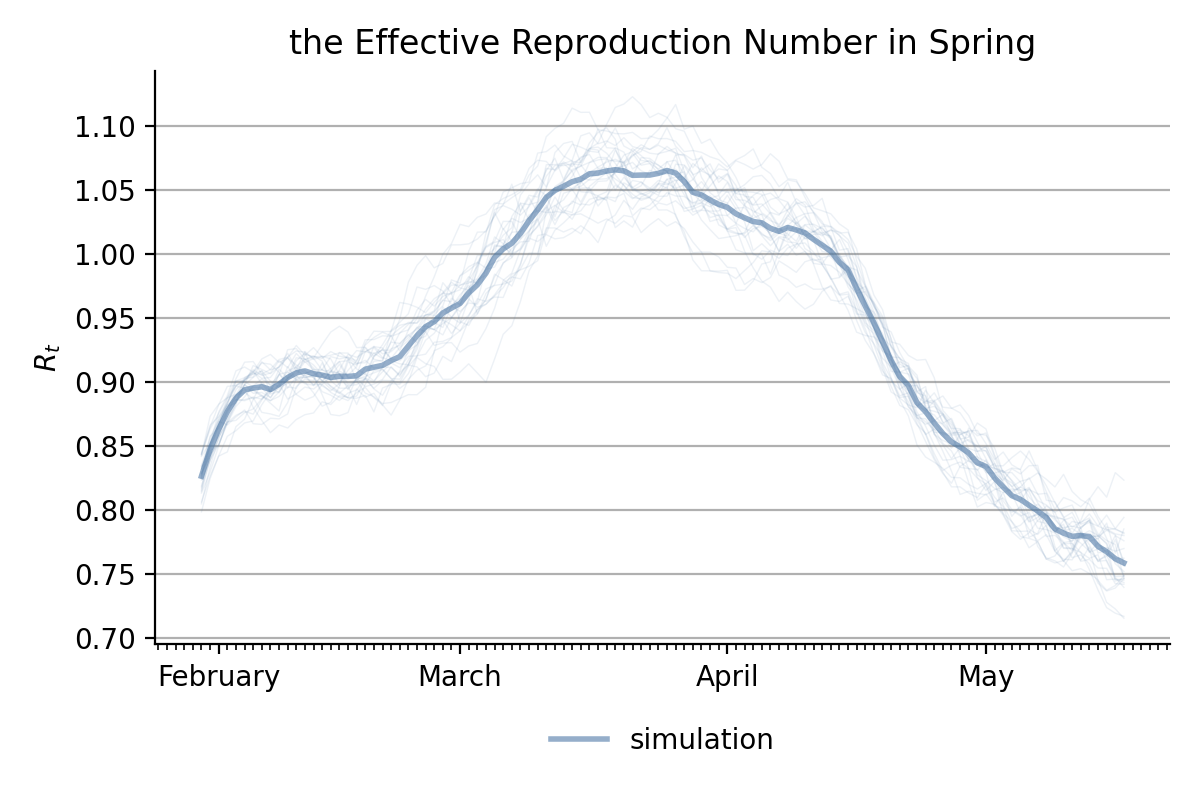 the Effective Reproduction Number in Spring
1.10
1.05
1.00
0.95
0.90
0.85
0.80
0.75
0.70
R_t
February March April May
simulation